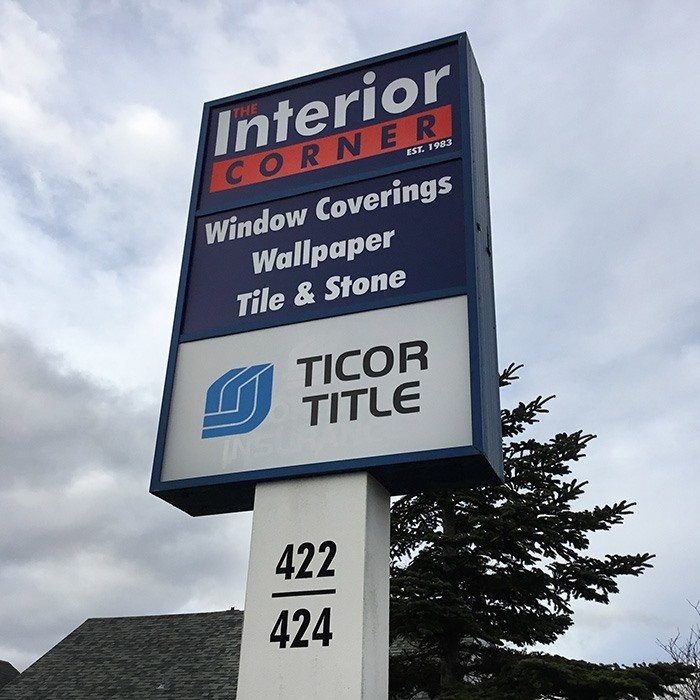 THE
Interior
CORNER
EST. 1983
Window Coverings
Wallpaper
Tile & Stone
TICOR
TITLE
422
424